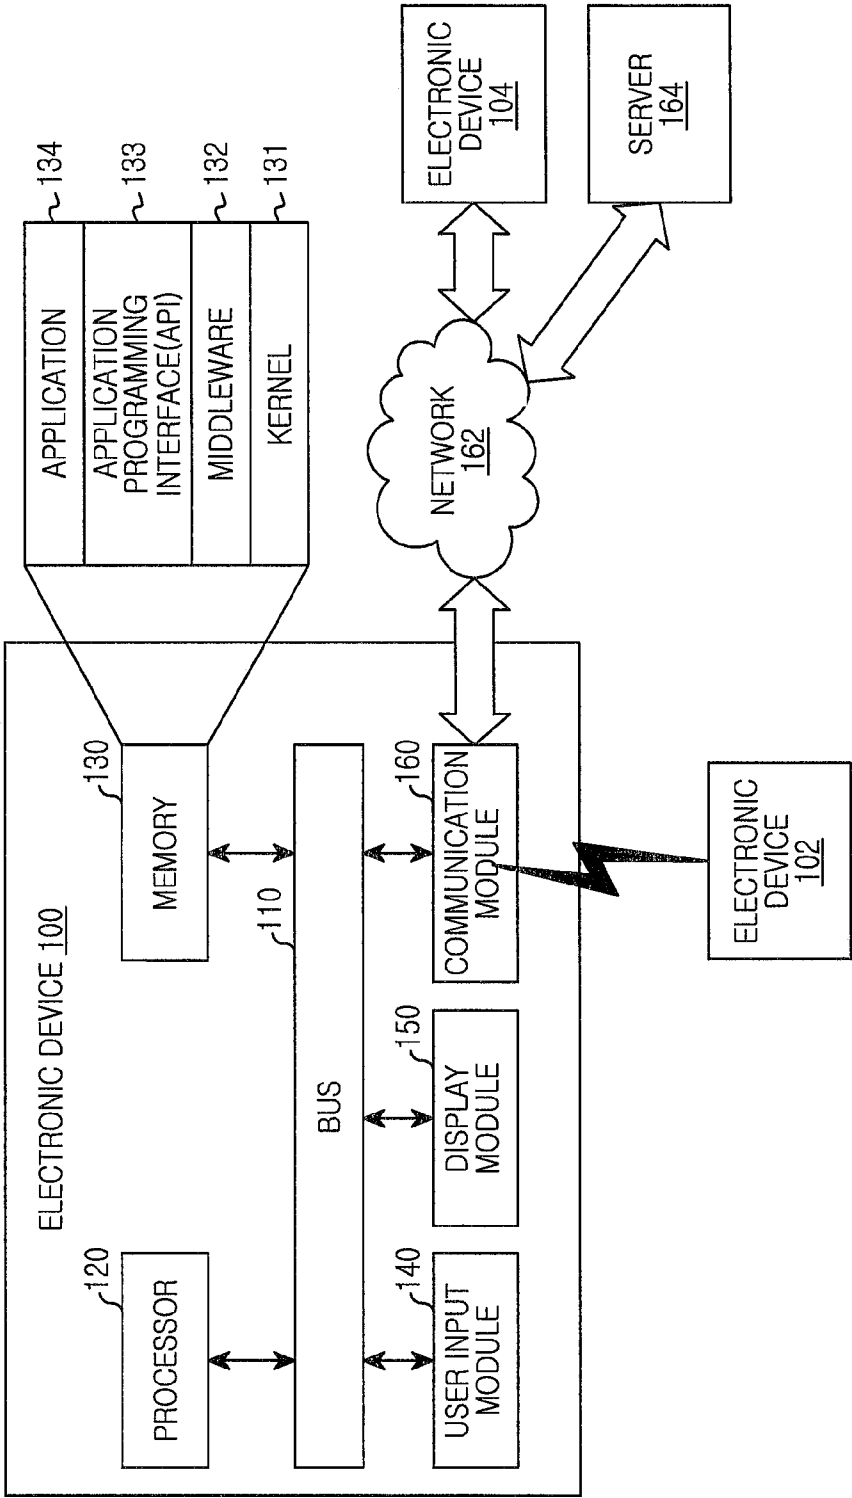 ELECTRONIC DEVICE 100
PROCESSOR
120
MEMORY
130
APPLICATION
134
APPLICATION
PROGRAMMING
INTERFACE(API)
133
MIDDLEWARE
132
KERNEL
131
BUS
110
USER INPUT
MODULE
140
DISPLAY
MODULE
150
COMMUNICATION
MODULE
160
NETWORK
162
ELECTRONIC
DEVICE
104
SERVER
164
ELECTRONIC
DEVICE
102